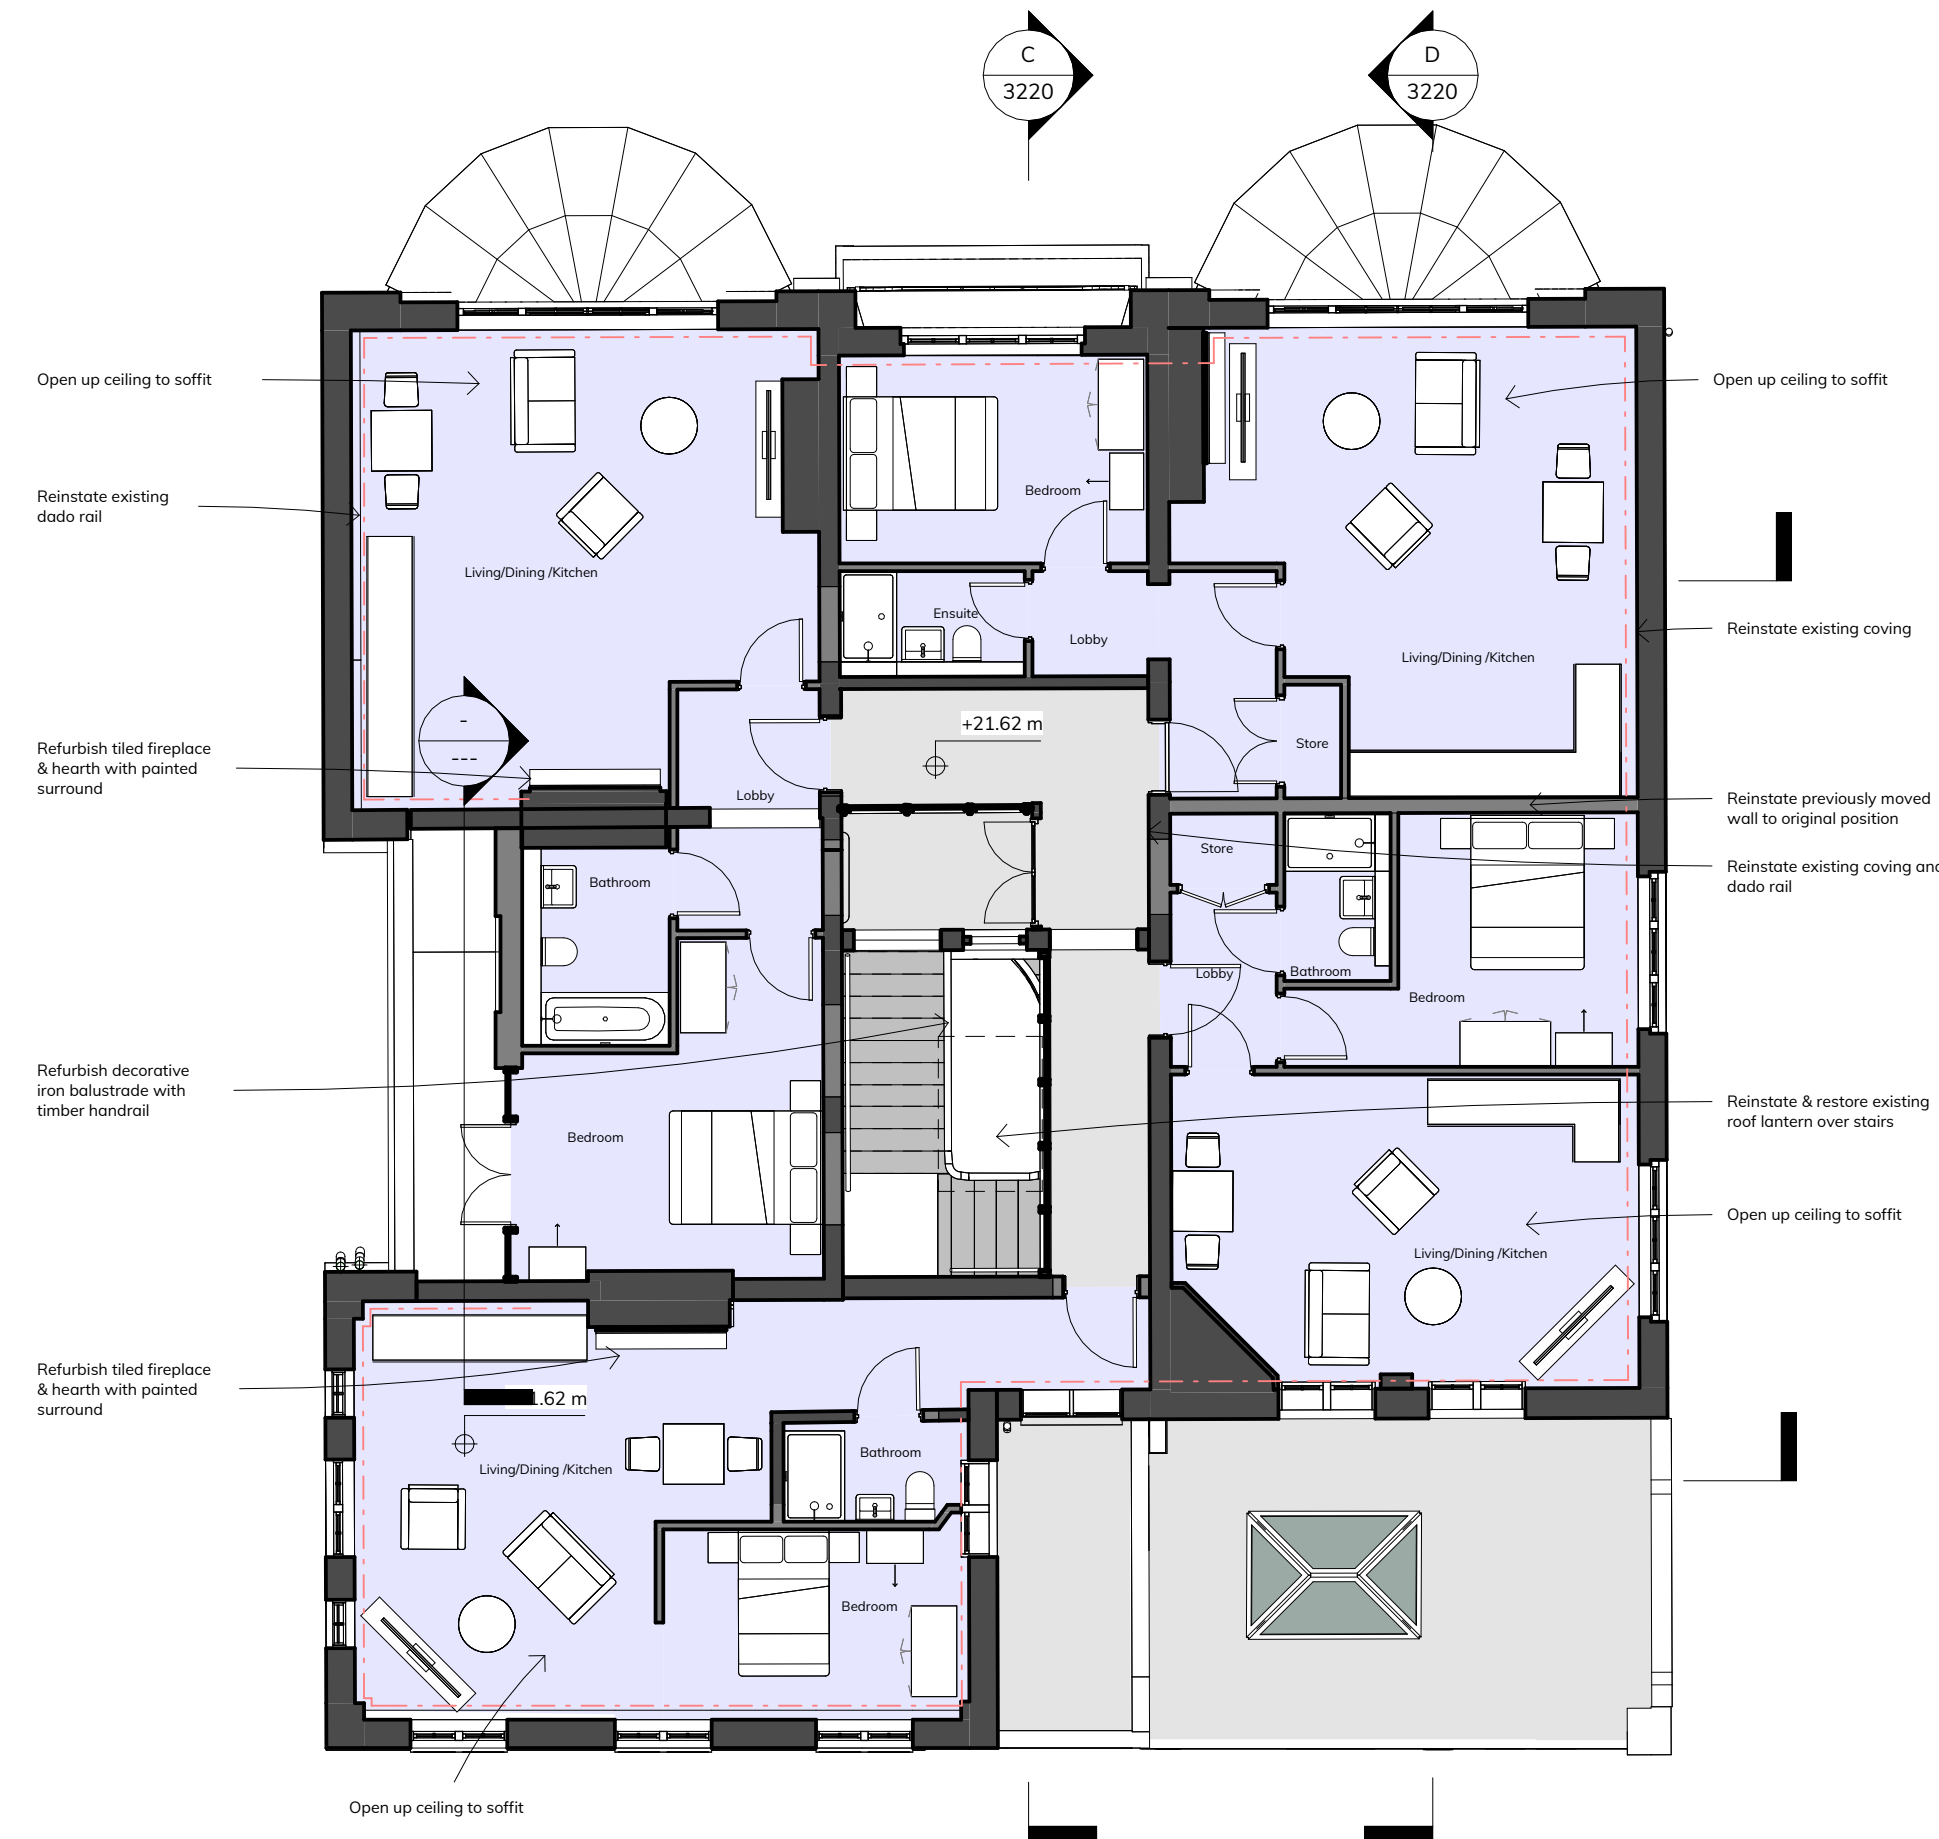 C
3220
D
3220
Open up ceiling to soffit
Open up ceiling to soffit
Reinstate existing
dado rail
Bedroom
Living/Dining /Kitchen
Ensuite
Lobby
Reinstate existing coving
Living/Dining /Kitchen
-
---
+21.62 m
Store
Refurbish tiled fireplace
& hearth with painted
surround
Lobby
Reinstate previously moved
wall to original position
Store
Bathroom
Reinstate existing coving and
dado rail
Lobby
Bathroom
Bedroom
Refurbish decorative
iron balustrade with
timber handrail
Bedroom
Reinstate & restore existing
roof lantern over stairs
Open up ceiling to soffit
Living/Dining /Kitchen
Refurbish tiled fireplace
& hearth with painted
surround
.62 m
Living/Dining /Kitchen
Bathroom
Bedroom
Open up ceiling to soffit